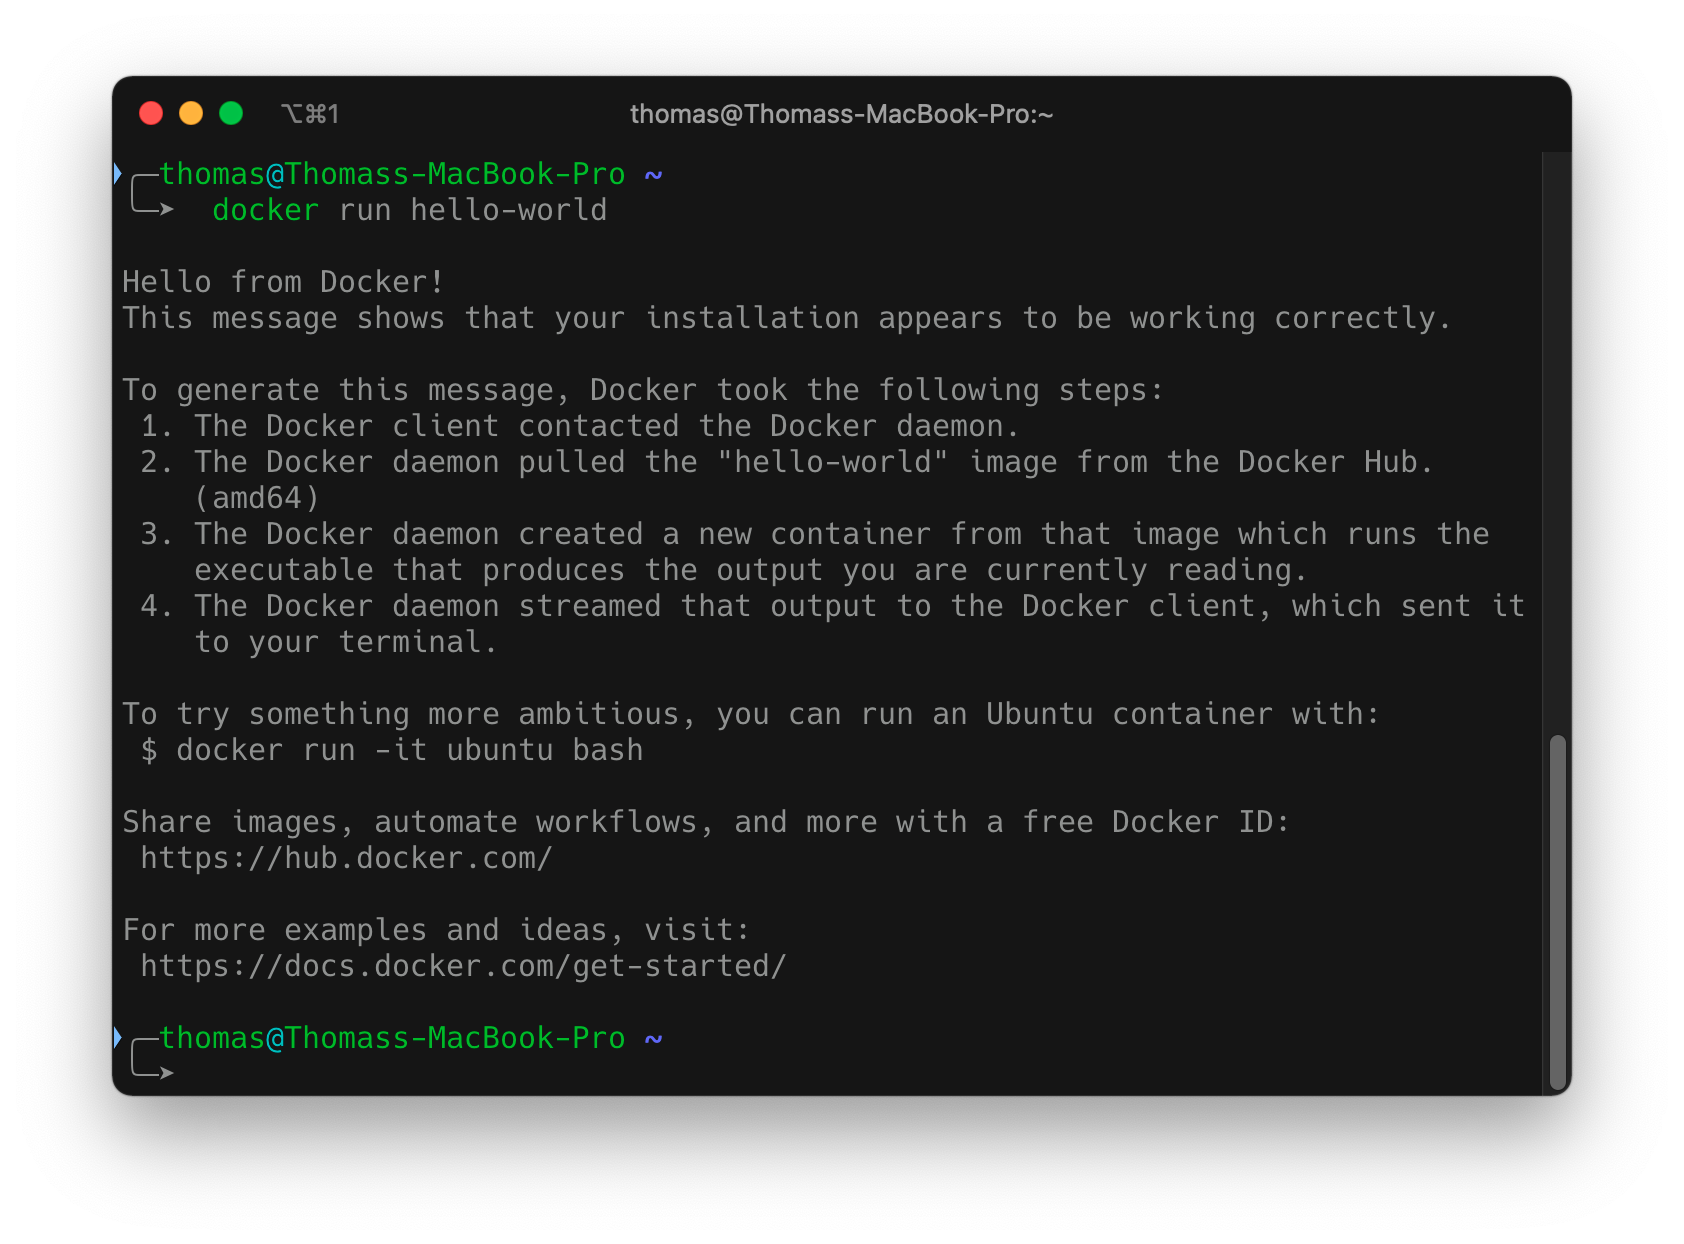 ⌥⌘1
thomas@Thomass-MacBook-Pro:~
thomas@Thomass-MacBook-Pro ~
docker run hello-world
Hello from Docker!
This message shows that your installation appears to be working correctly.
To generate this message, Docker took the following steps:
1. The Docker client contacted the Docker daemon.
2. The Docker daemon pulled the "hello-world" image from the Docker Hub.
(amd64)
3. The Docker daemon created a new container from that image which runs the
executable that produces the output you are currently reading.
4. The Docker daemon streamed that output to the Docker client, which sent it
to your terminal.
To try something more ambitious, you can run an Ubuntu container with:
$ docker run -it ubuntu bash
Share images, automate workflows, and more with a free Docker ID:
https://hub.docker.com/
For more examples and ideas, visit:
https://docs.docker.com/get-started/
thomas@Thomass-MacBook-Pro ~